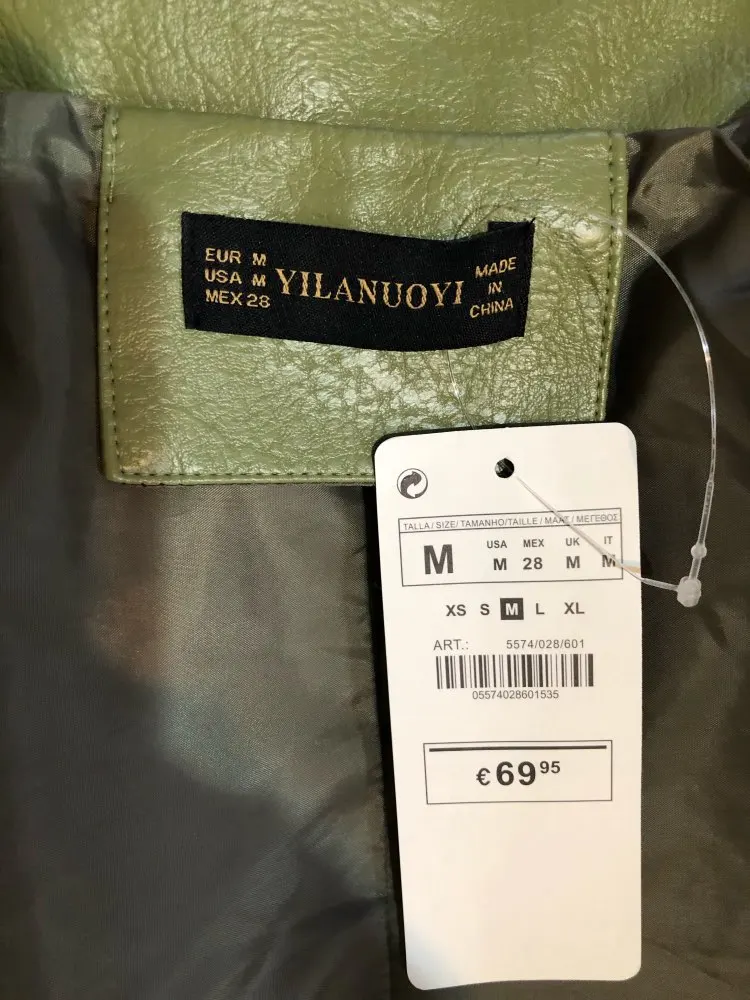 EUR M
USA M
MEX 28
YILANUOYI
MADE
IN
CHINA
TALLA/SIZE/TAMANHO/TAILLE/MAAT/ΜΕΓΕΘΟΣ
M
USA MEX UK IT
M 28 M M
XS S M L XL
ART.: 5574/028/601
05574028601535
€ 69 95